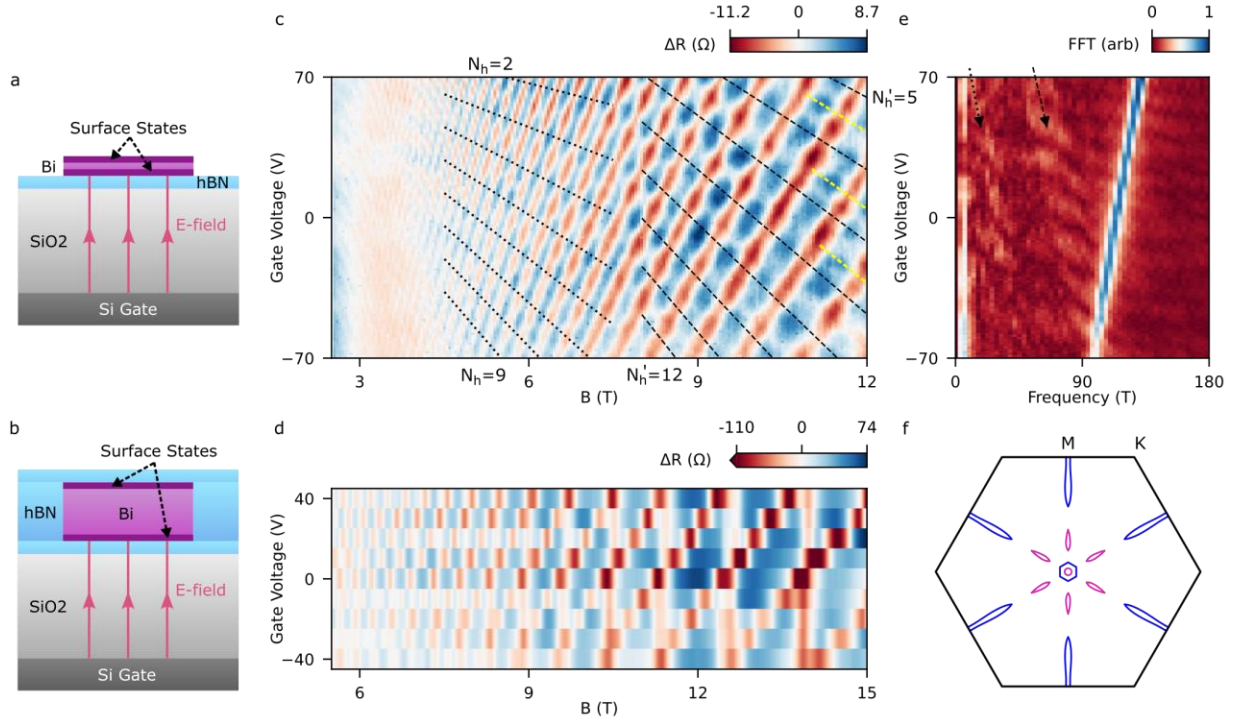 a
Surface States
Bi
hBN
E-field
SiO2
Si Gate
b
Surface States
hBN
Bi
SiO2
E-field
Si Gate
c
-11.2 0 8.7
ΔR (Ω)
N_h=2
N_h'=5
N_h=9
N_h'=12
Gate Voltage (V)
70
0
−70
3 6 9 12
B (T)
d
-110 0 74
ΔR (Ω)
Gate Voltage (V)
40
0
−40
6 9 12 15
B (T)
e
0 1
FFT (arb)
Gate Voltage (V)
70
0
−70
0 90 180
Frequency (T)
f
M K